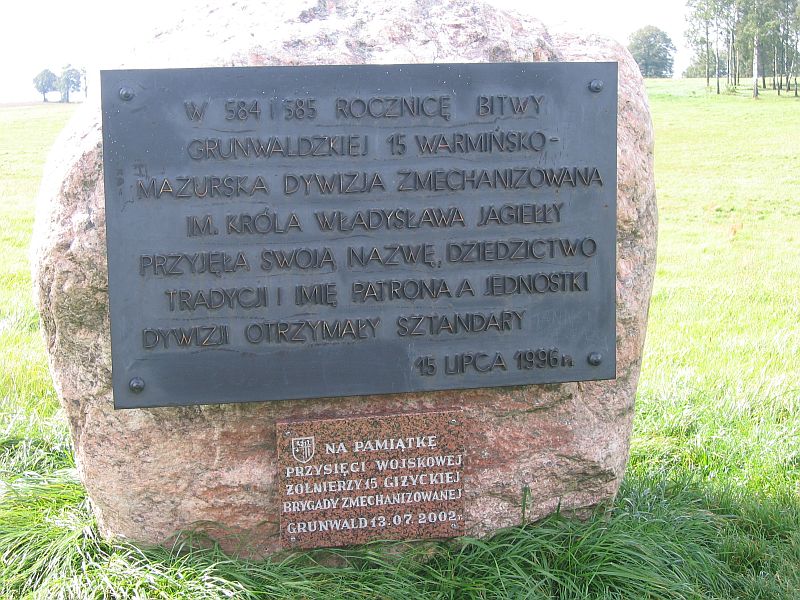 W 584 I 585 ROCZNICĘ BITWY
GRUNWALDZKIEJ 15 WARMIŃSKO-
MAZURSKA DYWIZJA ZMECHANIZOWANA
IM. KRÓLA WŁADYSŁAWA JAGIEŁŁY
PRZYJĘŁA SWOJĄ NAZWĘ, DZIEDZICTWO
TRADYCJI I IMIĘ PATRONA A JEDNOSTKI
DYWIZJI OTRZYMAŁY SZTANDARY
15 LIPCA 1996 r.
NA PAMIĄTKĘ
PRZYSIĘGI WOJSKOWEJ
ŻOŁNIERZY 15 GIŻYCKIEJ
BRYGADY ZMECHANIZOWANEJ
GRUNWALD 13.07.2002 R.